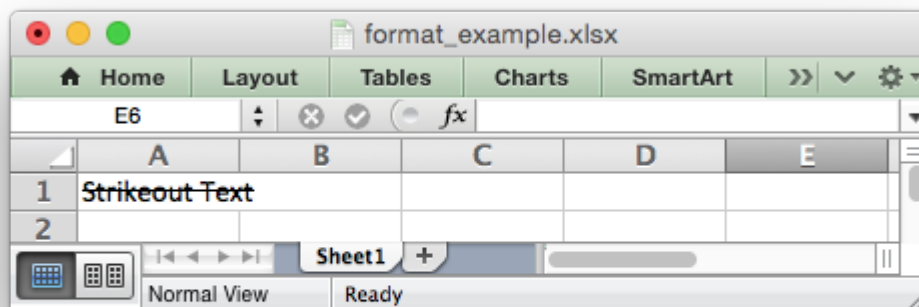 format_example.xlsx
Home Layout Tables Charts SmartArt
E6 fx
A B C D E
1 Strikeout Text
2
Sheet1 +
Normal View Ready